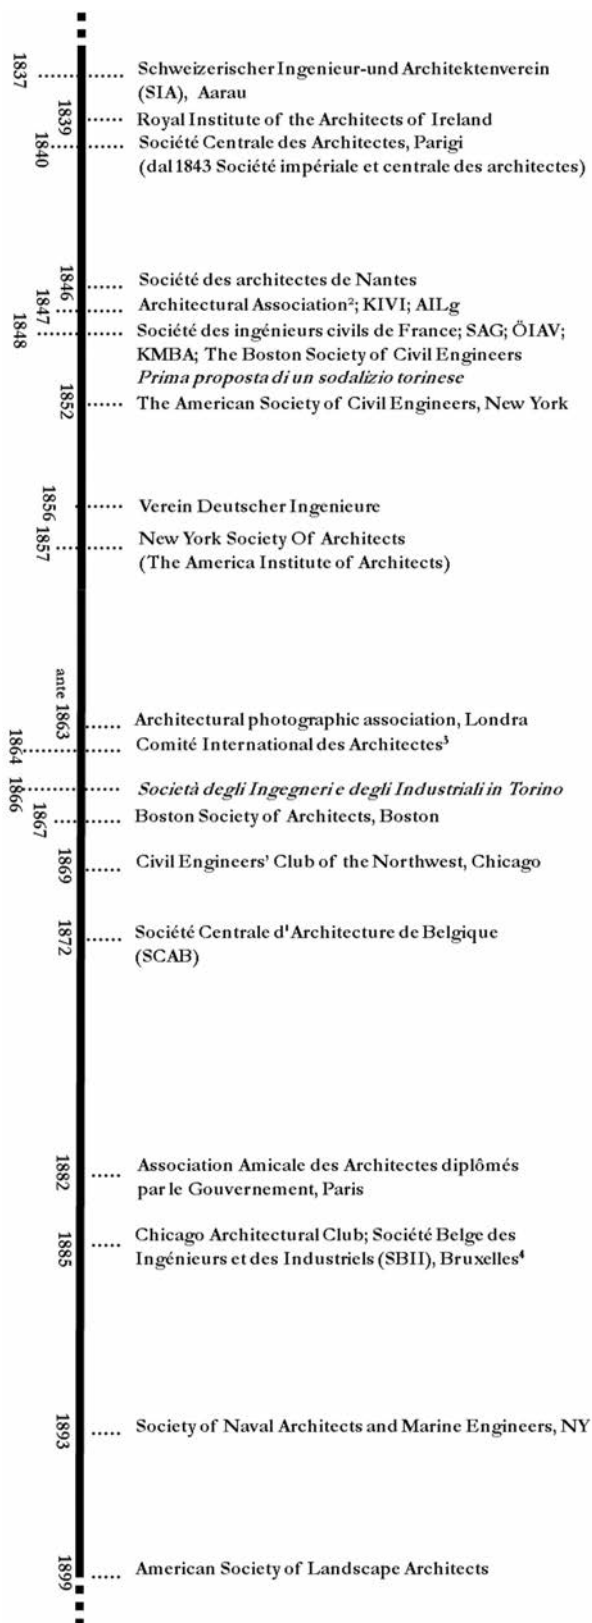 1837 Schweizerischer Ingenieur-und Architektenverein
(SIA), Aarau
1839 Royal Institute of the Architects of Ireland
1840 Société Centrale des Architectes, Parigi
(dal 1843 Société impériale et centrale des architectes)
1846 Société des architectes de Nantes
1847 Architectural Association²; KIVI; AILg
1848 Société des ingénieurs civils de France; SAG; ÖIAV;
KMBA; The Boston Society of Civil Engineers
Prima proposta di un sodalizio torinese
1852 The American Society of Civil Engineers, New York
1856 Verein Deutscher Ingenieure
1857 New York Society Of Architects
(The America Institute of Architects)
ante 1863 Architectural photographic association, Londra
1864 Comité International des Architectes³
1866 Società degli Ingegneri e degli Industriali in Torino
1867 Boston Society of Architects, Boston
1869 Civil Engineers' Club of the Northwest, Chicago
1872 Société Centrale d'Architecture de Belgique
(SCAB)
1882 Association Amicale des Architectes diplômés
par le Gouvernement, Paris
1885 Chicago Architectural Club; Société Belge des
Ingénieurs et des Industriels (SBII), Bruxelles⁴
1893 Society of Naval Architects and Marine Engineers, NY
1899 American Society of Landscape Architects